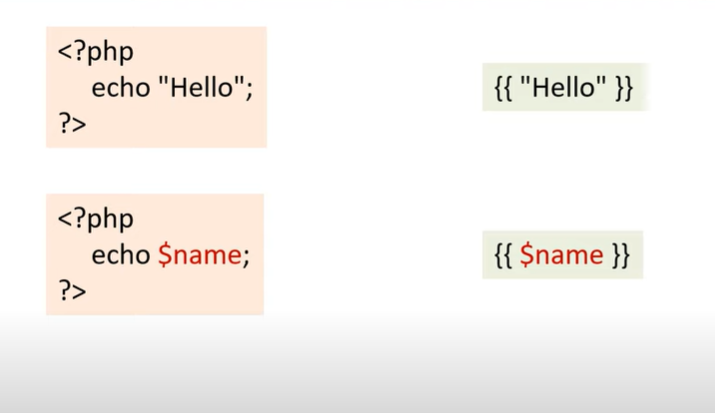 <?php
echo "Hello";
?>
{{ "Hello" }}
<?php
echo $name;
?>
{{ $name }}